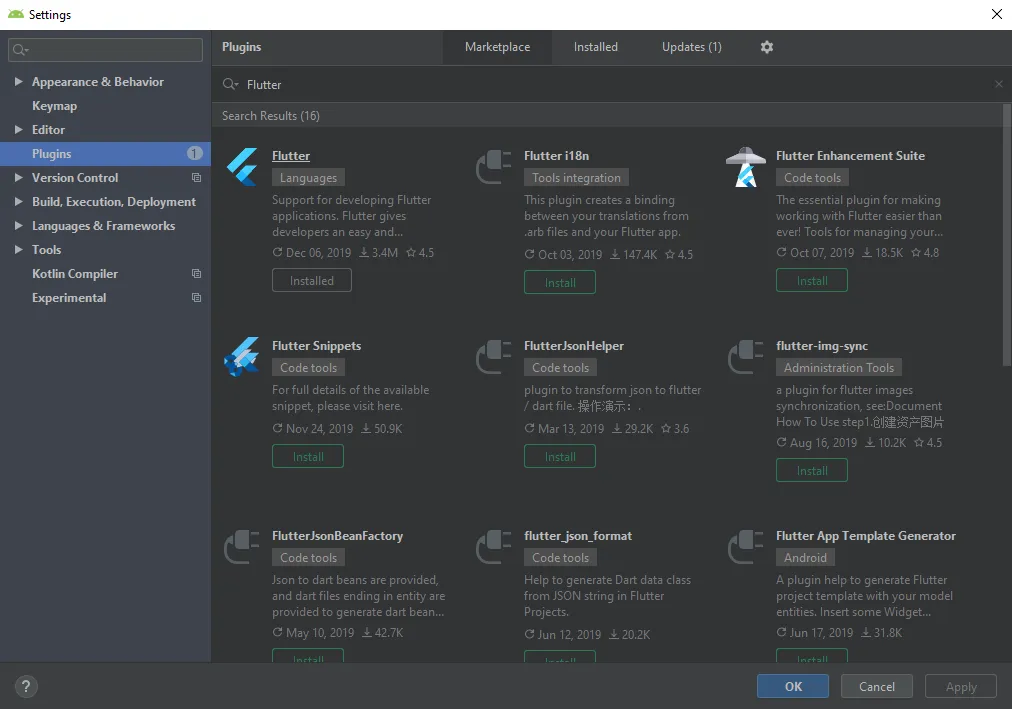 Settings
Plugins
Marketplace
Installed
Updates (1)
Appearance & Behavior
Keymap
Editor
Plugins
1
Version Control
Build, Execution, Deployment
Languages & Frameworks
Tools
Kotlin Compiler
Experimental
Flutter
Search Results (16)
Flutter
Languages
Support for developing Flutter
applications. Flutter gives
developers an easy and...
Dec 06, 2019 3.4M 4.5
Installed
Flutter i18n
Tools integration
This plugin creates a binding
between your translations from
.arb files and your Flutter app.
Oct 03, 2019 147.4K 4.5
Install
Flutter Enhancement Suite
Code tools
The essential plugin for making
working with Flutter easier than
ever! Tools for managing your...
Oct 07, 2019 18.5K 4.8
Install
Flutter Snippets
Code tools
For full details of the available
snippet, please visit here.
Nov 24, 2019 50.9K
Install
FlutterJsonHelper
Code tools
plugin to transform json to flutter
/ dart file. 操作演示：.
Mar 13, 2019 29.2K 3.6
Install
flutter-img-sync
Administration Tools
a plugin for flutter images
synchronization, see:Document
How To Use step1.创建资产图片
Aug 16, 2019 10.2K 4.5
Install
FlutterJsonBeanFactory
Code tools
Json to dart beans are provided,
and dart files ending in entity are
provided to generate dart bean...
May 10, 2019 42.7K
Install
flutter_json_format
Code tools
Help to generate Dart data class
from JSON string in Flutter
Projects.
Jun 12, 2019 20.2K
Install
Flutter App Template Generator
Android
A plugin help to generate Flutter
project template with your model
entities. Insert some Widget...
Jun 17, 2019 31.8K
Install
?
OK
Cancel
Apply